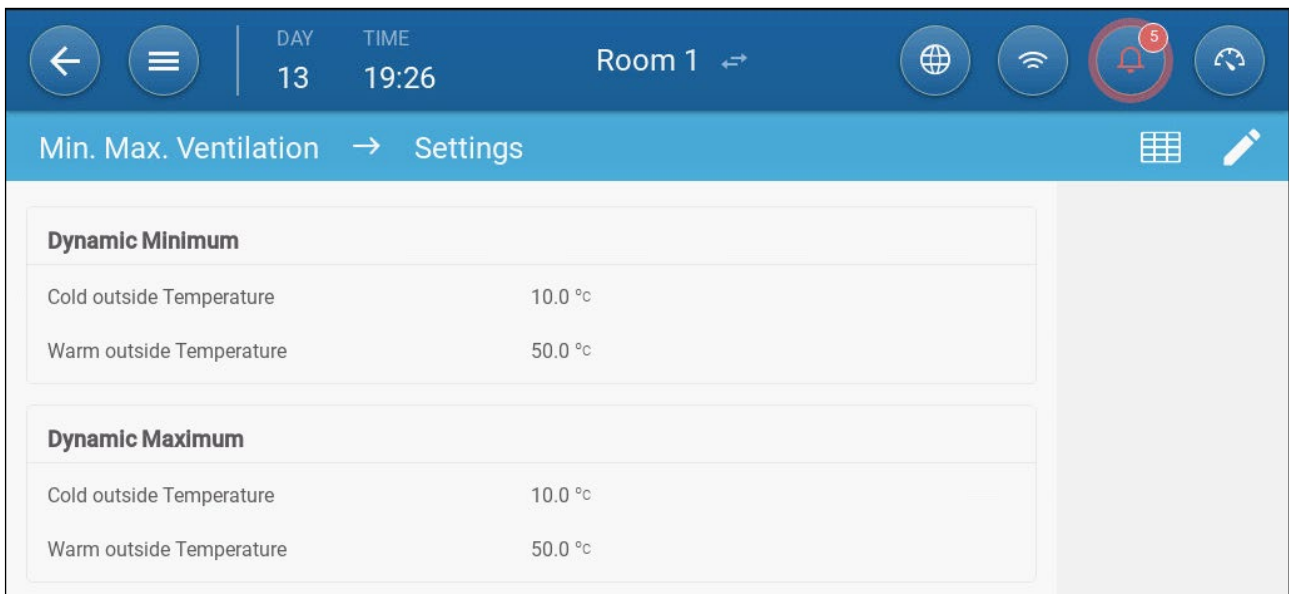 DAY TIME
13 19:26
Room 1
5
Min. Max. Ventilation → Settings
Dynamic Minimum
Cold outside Temperature 10.0 °c
Warm outside Temperature 50.0 °c
Dynamic Maximum
Cold outside Temperature 10.0 °c
Warm outside Temperature 50.0 °c